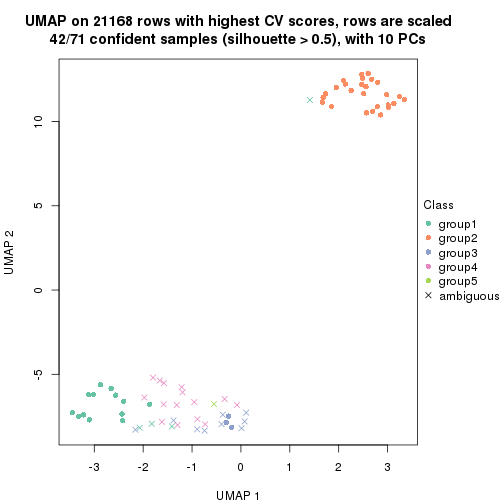 UMAP on 21168 rows with highest CV scores, rows are scaled
42/71 confident samples (silhouette > 0.5), with 10 PCs
10
5
0
-5
UMAP 2
-3
-2
-1
0
1
2
3
UMAP 1
Class
group1
group2
group3
group4
group5
ambiguous